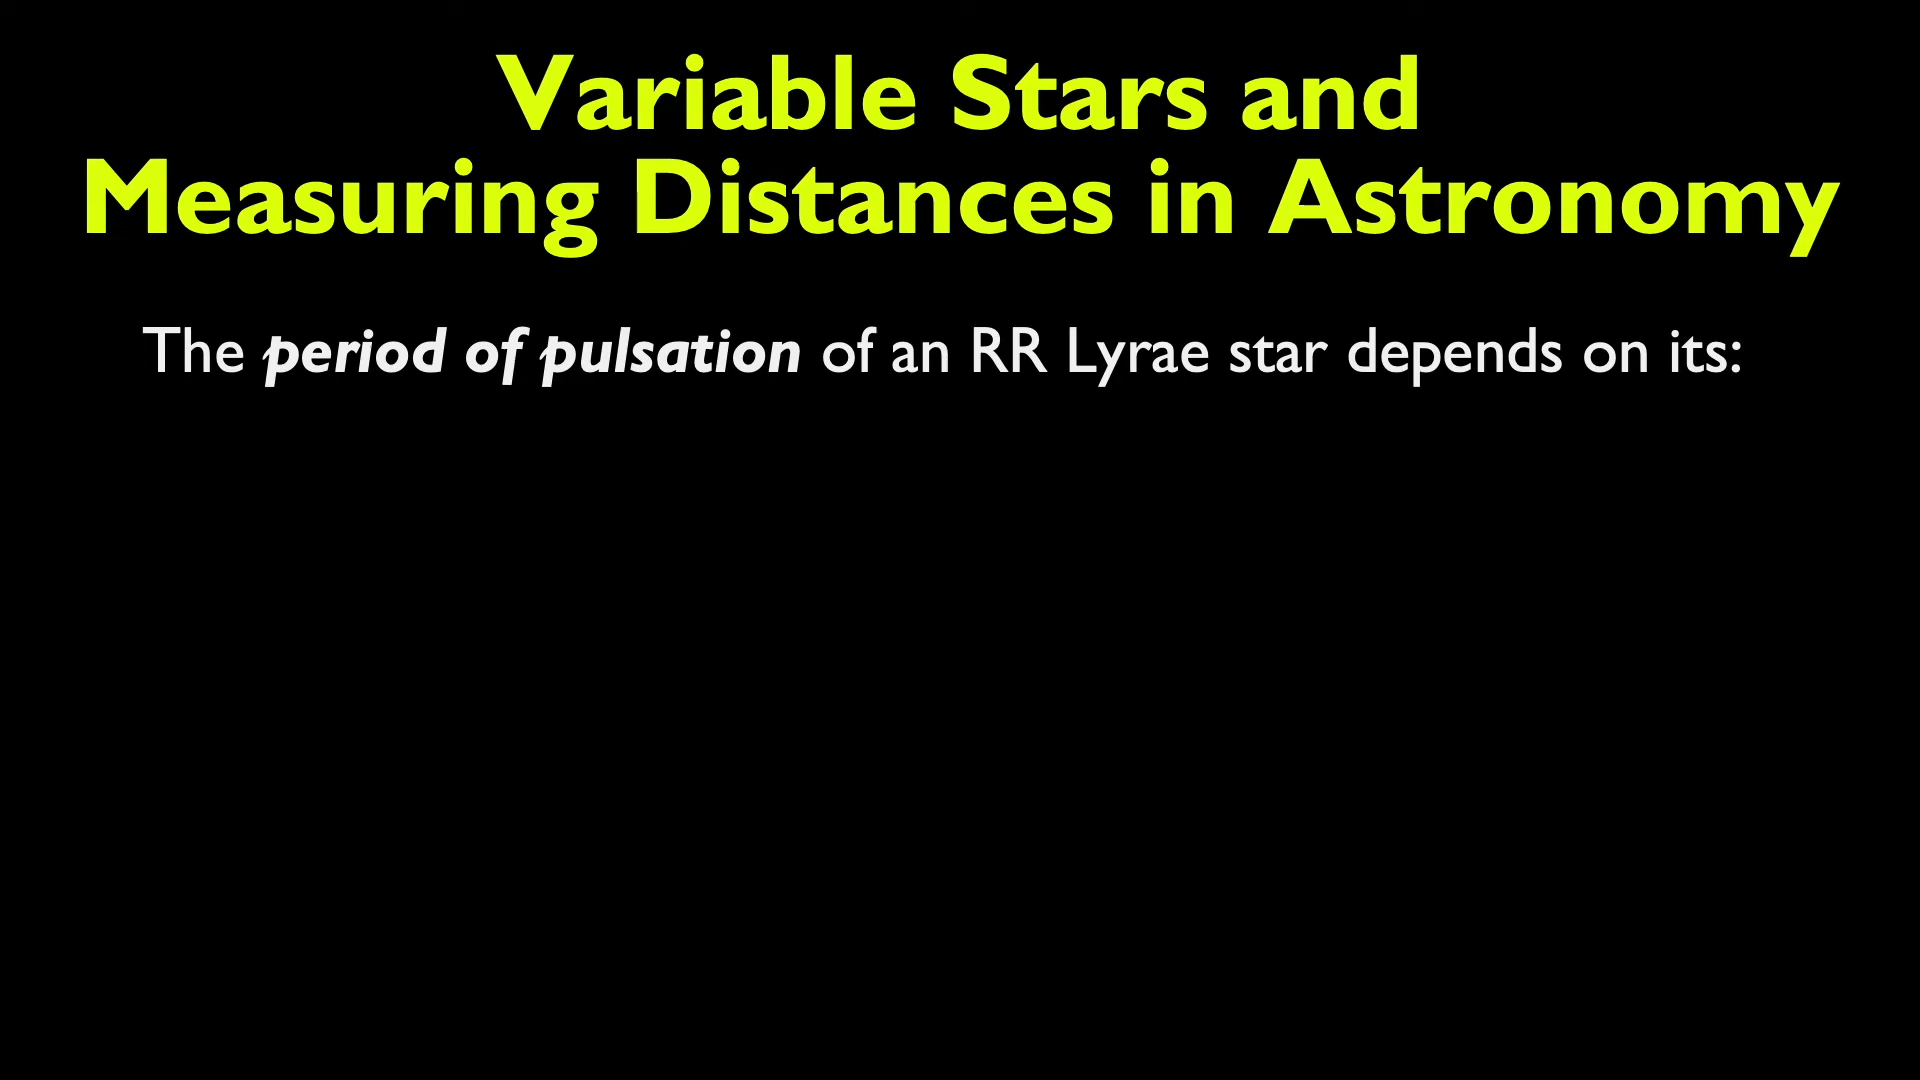 Variable Stars and
Measuring Distances in Astronomy
The period of pulsation of an RR Lyrae star depends on its: